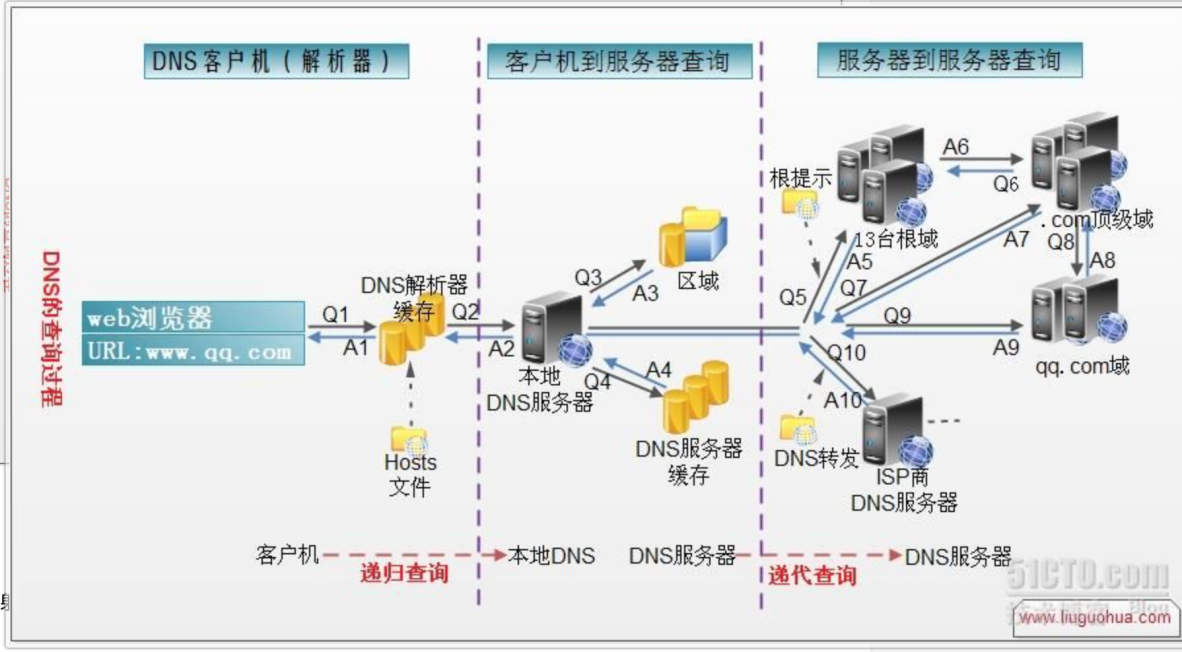 DNS客户机（解析器）
客户机到服务器查询
服务器到服务器查询
DNS的查询过程
web浏览器
URL:www.qq.com
Q1
A1
DNS解析器
缓存
Hosts
文件
Q2
A2
本地
DNS服务器
Q3
A3
区域
Q4
A4
DNS服务器
缓存
根提示
13台根域
Q5
A5
A6
Q6
.com顶级域
Q7
A7
Q8
A8
Q9
A9
qq.com域
Q10
A10
DNS转发
ISP商
DNS服务器
客户机
递归查询
本地DNS
DNS服务器
递代查询
DNS服务器
51CTO.com
www.liuguohua.com